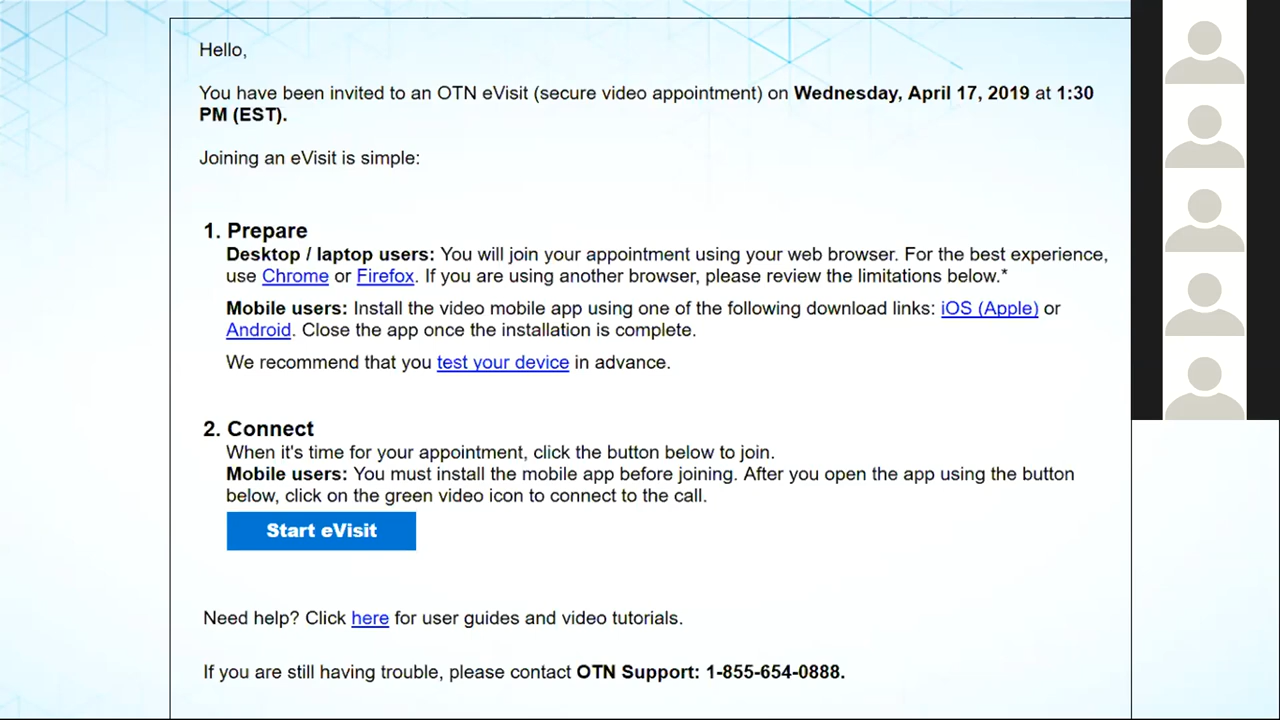 Hello,
You have been invited to an OTN eVisit (secure video appointment) on Wednesday, April 17, 2019 at 1:30
PM (EST).
Joining an eVisit is simple:
1. Prepare
Desktop / laptop users: You will join your appointment using your web browser. For the best experience,
use Chrome or Firefox. If you are using another browser, please review the limitations below.*
Mobile users: Install the video mobile app using one of the following download links: iOS (Apple) or
Android. Close the app once the installation is complete.
We recommend that you test your device in advance.
2. Connect
When it's time for your appointment, click the button below to join.
Mobile users: You must install the mobile app before joining. After you open the app using the button
below, click on the green video icon to connect to the call.
Start eVisit
Need help? Click here for user guides and video tutorials.
If you are still having trouble, please contact OTN Support: 1-855-654-0888.